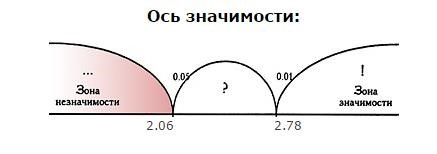 Ось значимости:
... 0.05 ? 0.01 !
Зона незначимости
Зона значимости
2.06 2.78